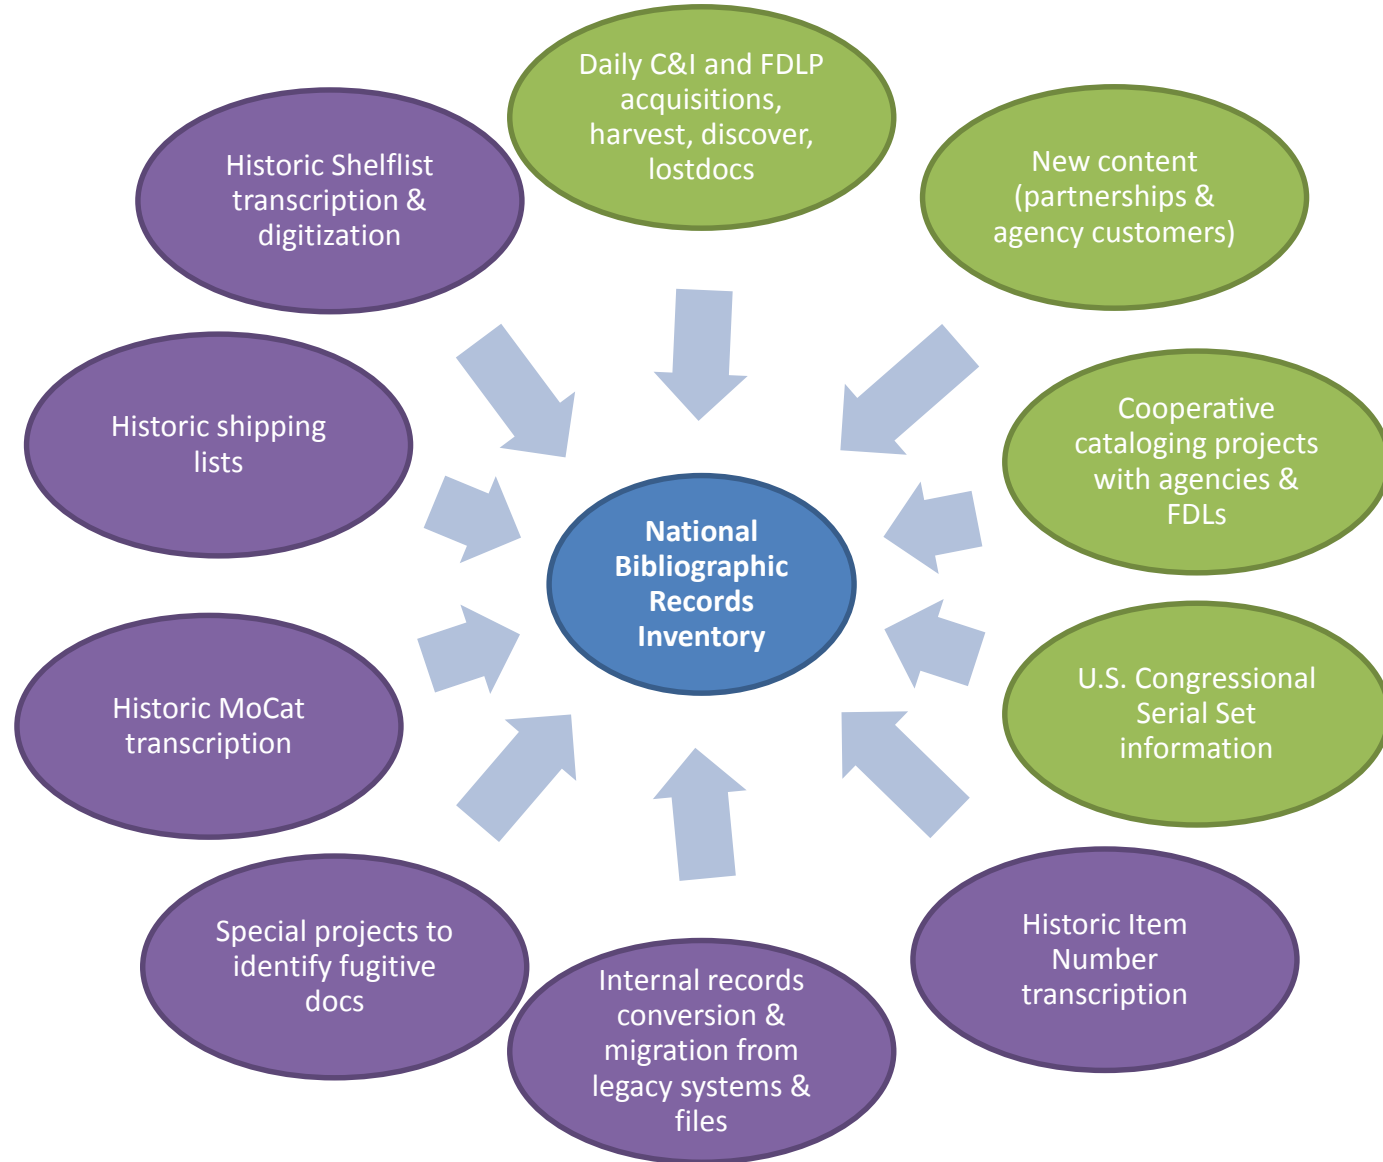 Daily C&I and FDLP
acquisitions,
harvest, discover,
lostdocs
New content
(partnerships &
agency customers)
Cooperative
cataloging projects
with agencies &
FDLs
U.S. Congressional
Serial Set
information
Historic Item
Number
transcription
Internal records
conversion &
migration from
legacy systems &
files
Special projects to
identify fugitive
docs
Historic MoCat
transcription
Historic shipping
lists
Historic Shelflist
transcription &
digitization
National
Bibliographic
Records
Inventory